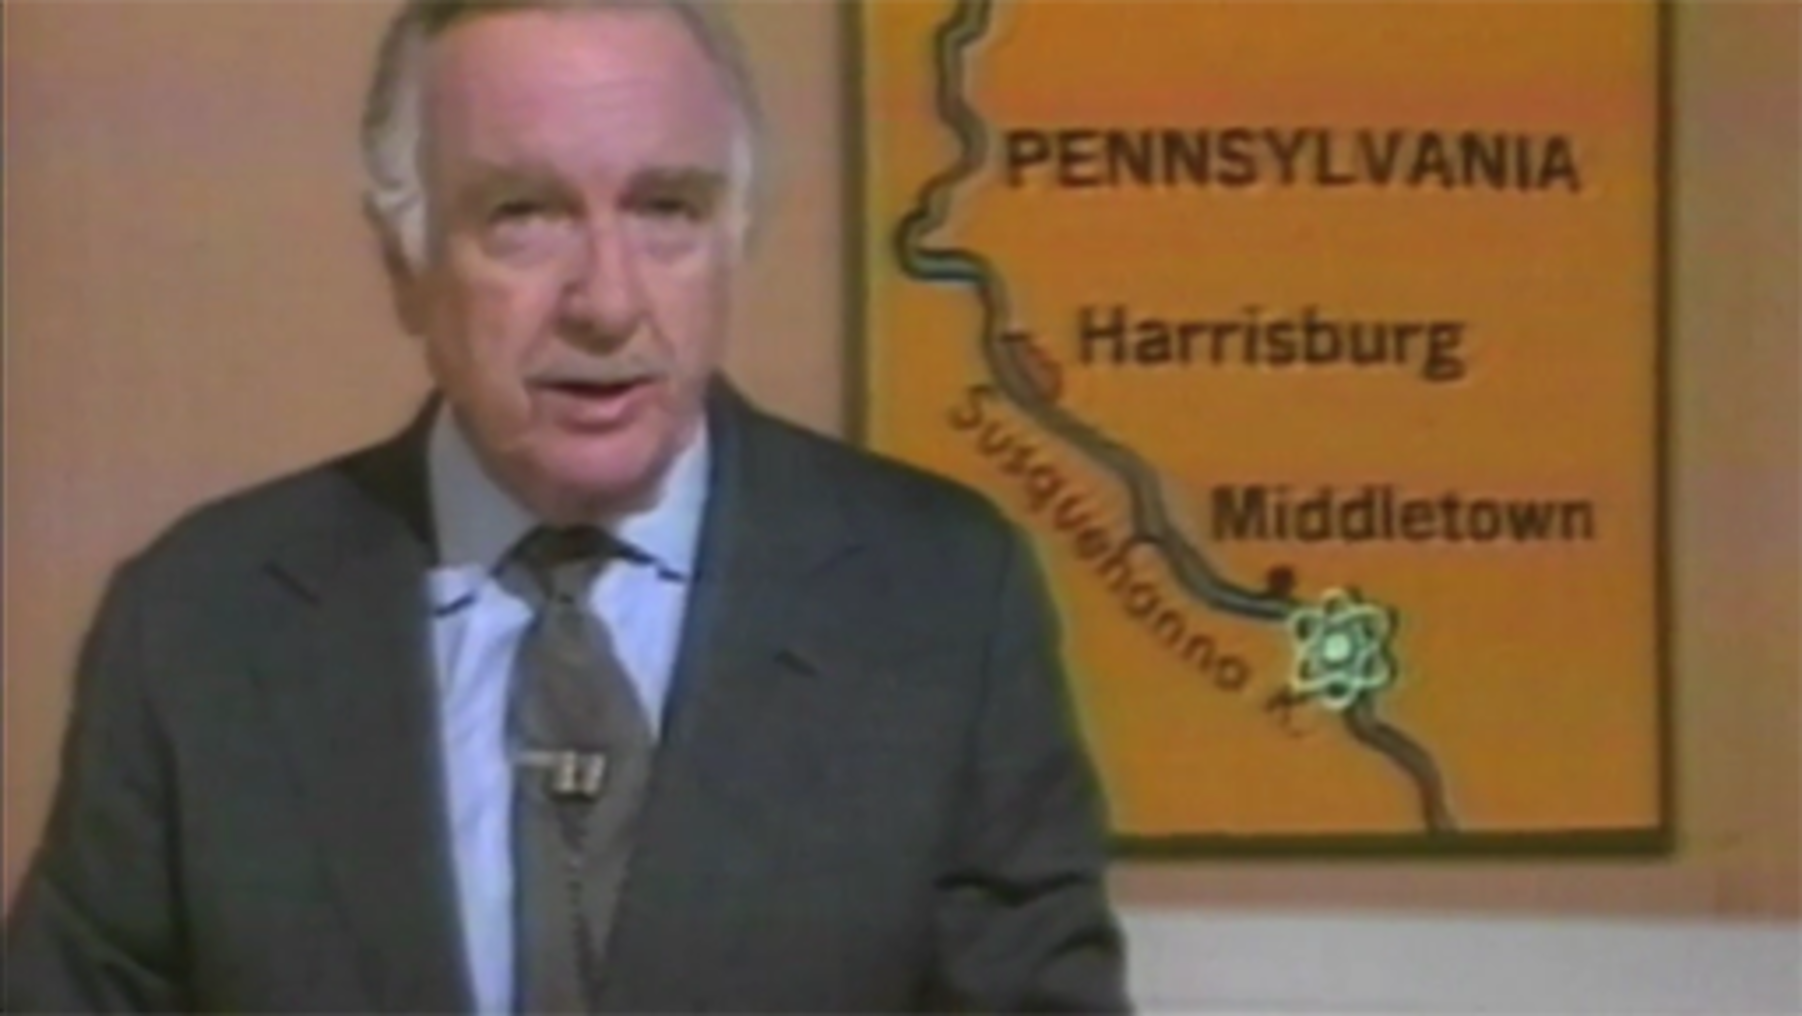 PENNSYLVANIA
Harrisburg
Susquehanna R.
Middletown